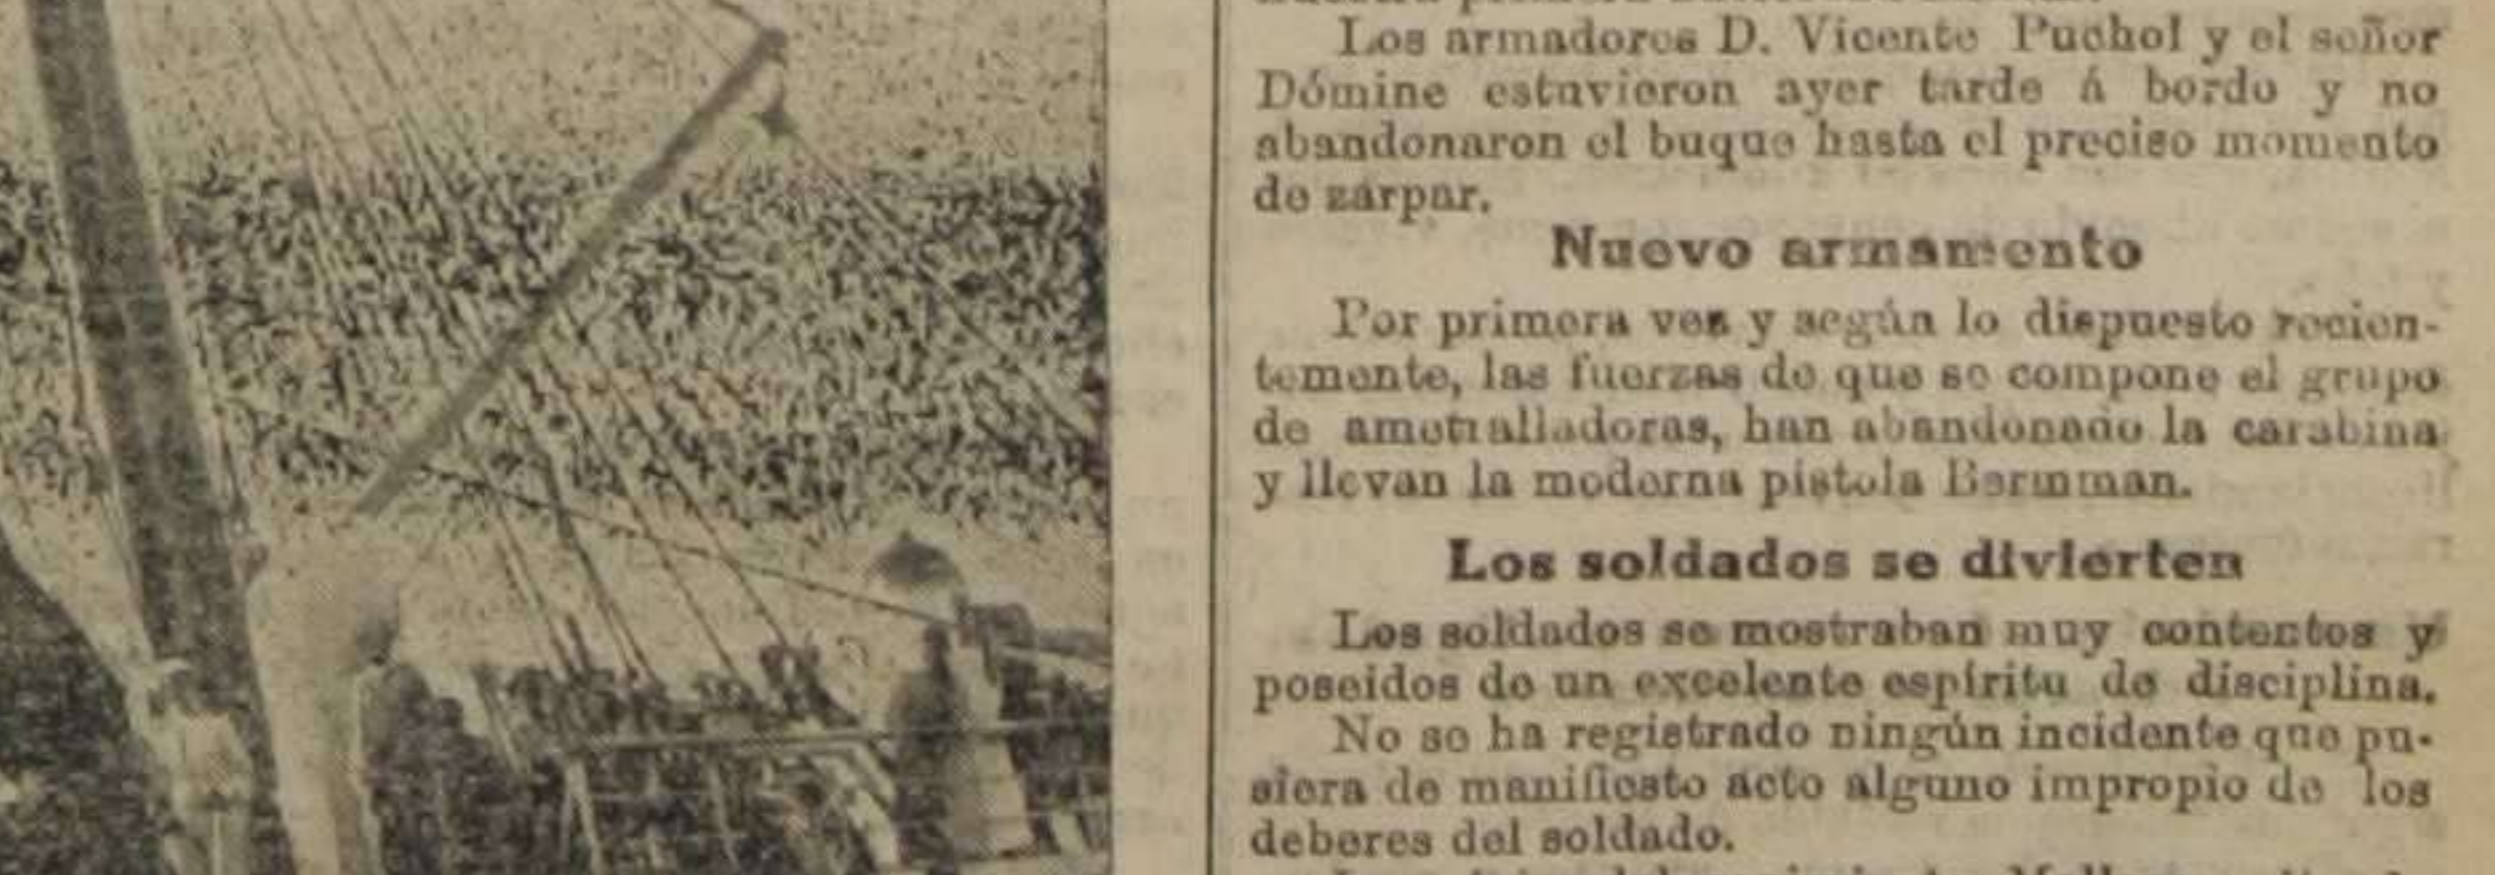 Los armadores D. Vicente Puchol y el señor
Dómine estuvieron ayer tarde á bordo y no
abandonaron el buque hasta el preciso momento
de zarpar.
Nuevo armamento
Por primera vez y según lo dispuesto recien-
temente, las fuerzas de que se compone el grupo
de ametralladoras, han abandonado la carabina
y llevan la moderna pistola
Los soldados se divierten
Los soldados se mostraban muy contentos y
poseidos de un excelente espíritu de disciplina.
No se ha registrado ningún incidente que pu-
siera de manifiesto acto alguno impropio de los
deberes del soldado.